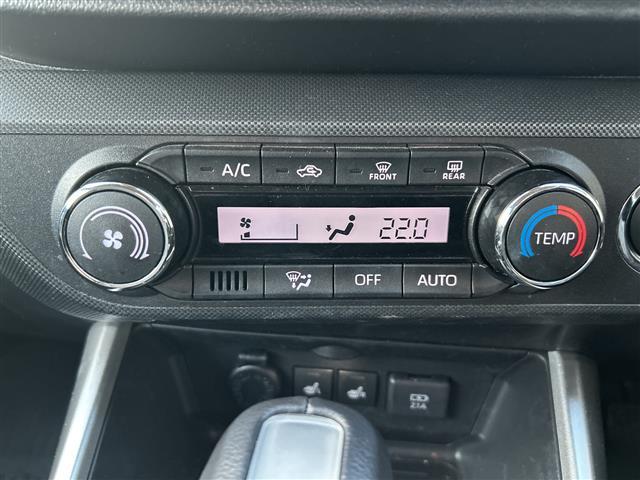 A/C
FRONT
REAR
22.0
TEMP
OFF
AUTO
2.1A